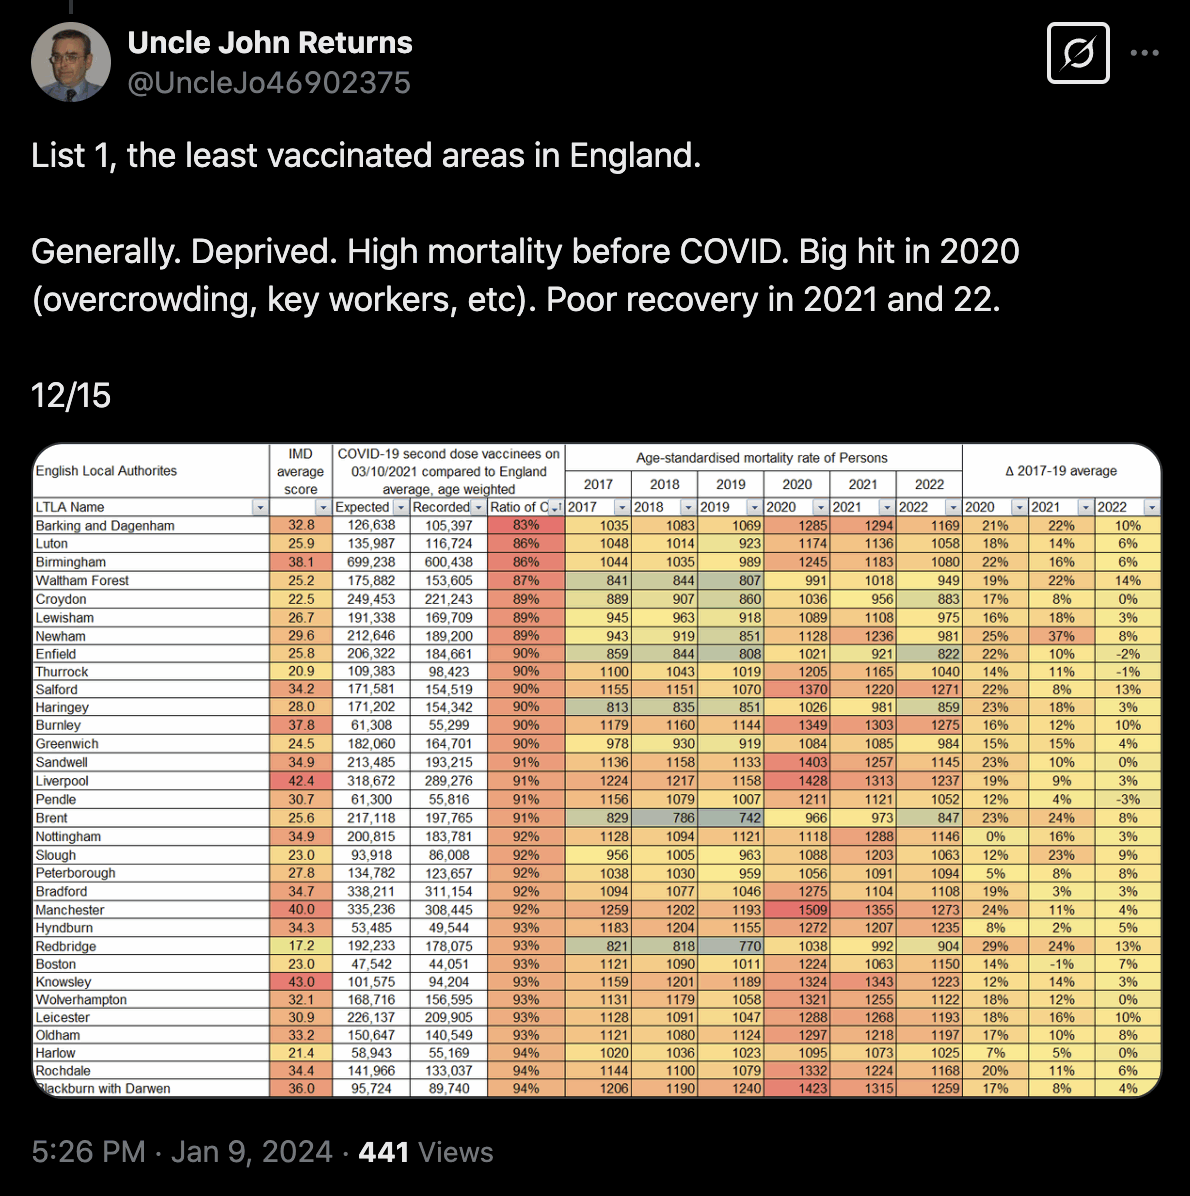 Uncle John Returns
@UncleJo46902375
List 1, the least vaccinated areas in England.
Generally. Deprived. High mortality before COVID. Big hit in 2020
(overcrowding, key workers, etc). Poor recovery in 2021 and 22.
12/15
English Local Authorites
IMD average score
COVID-19 second dose vaccinees on 03/10/2021 compared to England average, age weighted
Age-standardised mortality rate of Persons
Δ 2017-19 average
2017 2018 2019 2020 2021 2022
LTLA Name Expected Recorded Ratio of C 2017 2018 2019 2020 2021 2022 2020 2021 2022
Barking and Dagenham 32.8 126,638 105,397 83% 1035 1083 1069 1285 1294 1169 21% 22% 10%
Luton 25.9 135,987 116,724 86% 1048 1014 923 1174 1136 1058 18% 14% 6%
Birmingham 38.1 699,238 600,438 86% 1044 1035 989 1245 1183 1080 22% 16% 6%
Waltham Forest 25.2 175,882 153,605 87% 841 844 807 991 1018 949 19% 22% 14%
Croydon 22.5 249,453 221,243 89% 889 907 860 1036 956 883 17% 8% 0%
Lewisham 26.7 191,338 169,709 89% 945 963 918 1089 1108 975 16% 18% 3%
Newham 29.6 212,646 189,200 89% 943 919 851 1128 1236 981 25% 37% 8%
Enfield 25.8 206,322 184,661 90% 859 844 808 1021 921 822 22% 10% -2%
Thurrock 20.9 109,383 98,423 90% 1100 1043 1019 1205 1165 1040 14% 11% -1%
Salford 34.2 171,581 154,519 90% 1155 1151 1070 1370 1220 1271 22% 8% 13%
Haringey 28.0 171,202 154,342 90% 813 835 851 1026 981 859 23% 18% 3%
Burnley 37.8 61,308 55,299 90% 1179 1160 1144 1349 1303 1275 16% 12% 10%
Greenwich 24.5 182,060 164,701 90% 978 930 919 1084 1085 984 15% 15% 4%
Sandwell 34.9 213,485 193,215 91% 1136 1158 1133 1403 1257 1145 23% 10% 0%
Liverpool 42.4 318,672 289,276 91% 1224 1217 1158 1428 1313 1237 19% 9% 3%
Pendle 30.7 61,300 55,816 91% 1156 1079 1007 1211 1121 1052 12% 4% -3%
Brent 25.6 217,118 197,765 91% 829 786 742 966 973 847 23% 24% 8%
Nottingham 34.9 200,815 183,781 92% 1128 1094 1121 1118 1288 1146 0% 16% 3%
Slough 23.0 93,918 86,008 92% 956 1005 963 1088 1203 1063 12% 23% 9%
Peterborough 27.8 134,782 123,657 92% 1038 1030 959 1056 1091 1094 5% 8% 8%
Bradford 34.7 338,211 311,154 92% 1094 1077 1046 1275 1104 1108 19% 3% 3%
Manchester 40.0 335,236 308,445 92% 1259 1202 1193 1509 1355 1273 24% 11% 4%
Hyndburn 34.3 53,485 49,544 93% 1183 1204 1155 1272 1207 1235 8% 2% 5%
Redbridge 17.2 192,233 178,075 93% 821 818 770 1038 992 904 29% 24% 13%
Boston 23.0 47,542 44,051 93% 1121 1090 1011 1224 1063 1150 14% -1% 7%
Knowsley 43.0 101,575 94,204 93% 1159 1201 1189 1324 1343 1223 12% 14% 3%
Wolverhampton 32.1 168,716 156,595 93% 1131 1179 1058 1321 1255 1122 18% 12% 0%
Leicester 30.9 226,137 209,905 93% 1128 1091 1047 1288 1268 1193 18% 16% 10%
Oldham 33.2 150,647 140,549 93% 1121 1080 1124 1297 1218 1197 17% 10% 8%
Harlow 21.4 58,943 55,169 94% 1020 1036 1023 1095 1073 1025 7% 5% 0%
Rochdale 34.4 141,966 133,037 94% 1144 1100 1079 1332 1224 1168 20% 11% 6%
Blackburn with Darwen 36.0 95,724 89,740 94% 1206 1190 1240 1423 1315 1259 17% 8% 4%
5:26 PM · Jan 9, 2024 · 441 Views